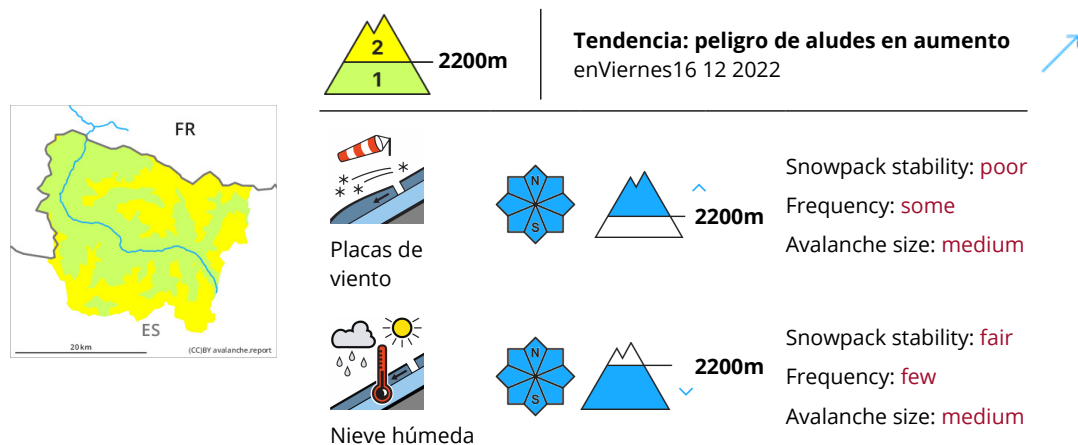 2
1
2200m
Tendencia: peligro de aludes en aumento
enViernes16 12 2022
FR
ES
20 km
(CC)BY avalanche.report
Placas de
viento
N
S
2200m
Snowpack stability: poor
Frequency: some
Avalanche size: medium
Nieve húmeda
N
S
2200m
Snowpack stability: fair
Frequency: few
Avalanche size: medium